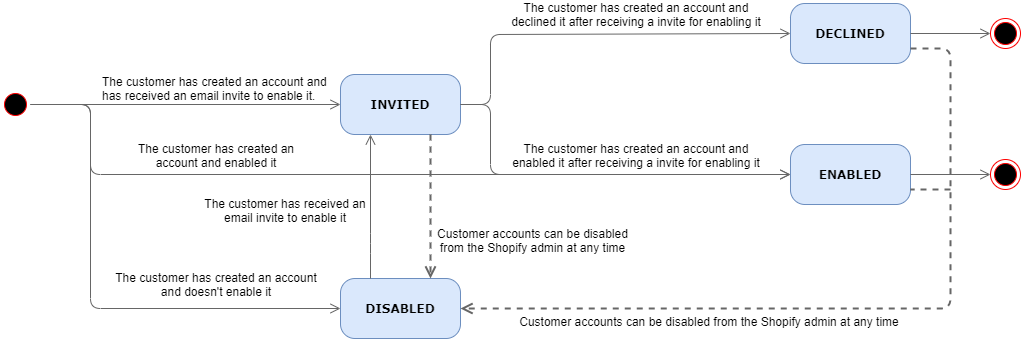 The customer has created an account and
declined it after receiving a invite for enabling it
DECLINED
The customer has created an account and
has received an email invite to enable it.
INVITED
The customer has created an
account and enabled it
The customer has created an account and
enabled it after receiving a invite for enabling it
ENABLED
The customer has received an
email invite to enable it
Customer accounts can be disabled
from the Shopify admin at any time
The customer has created an account
and doesn't enable it
DISABLED
Customer accounts can be disabled from the Shopify admin at any time